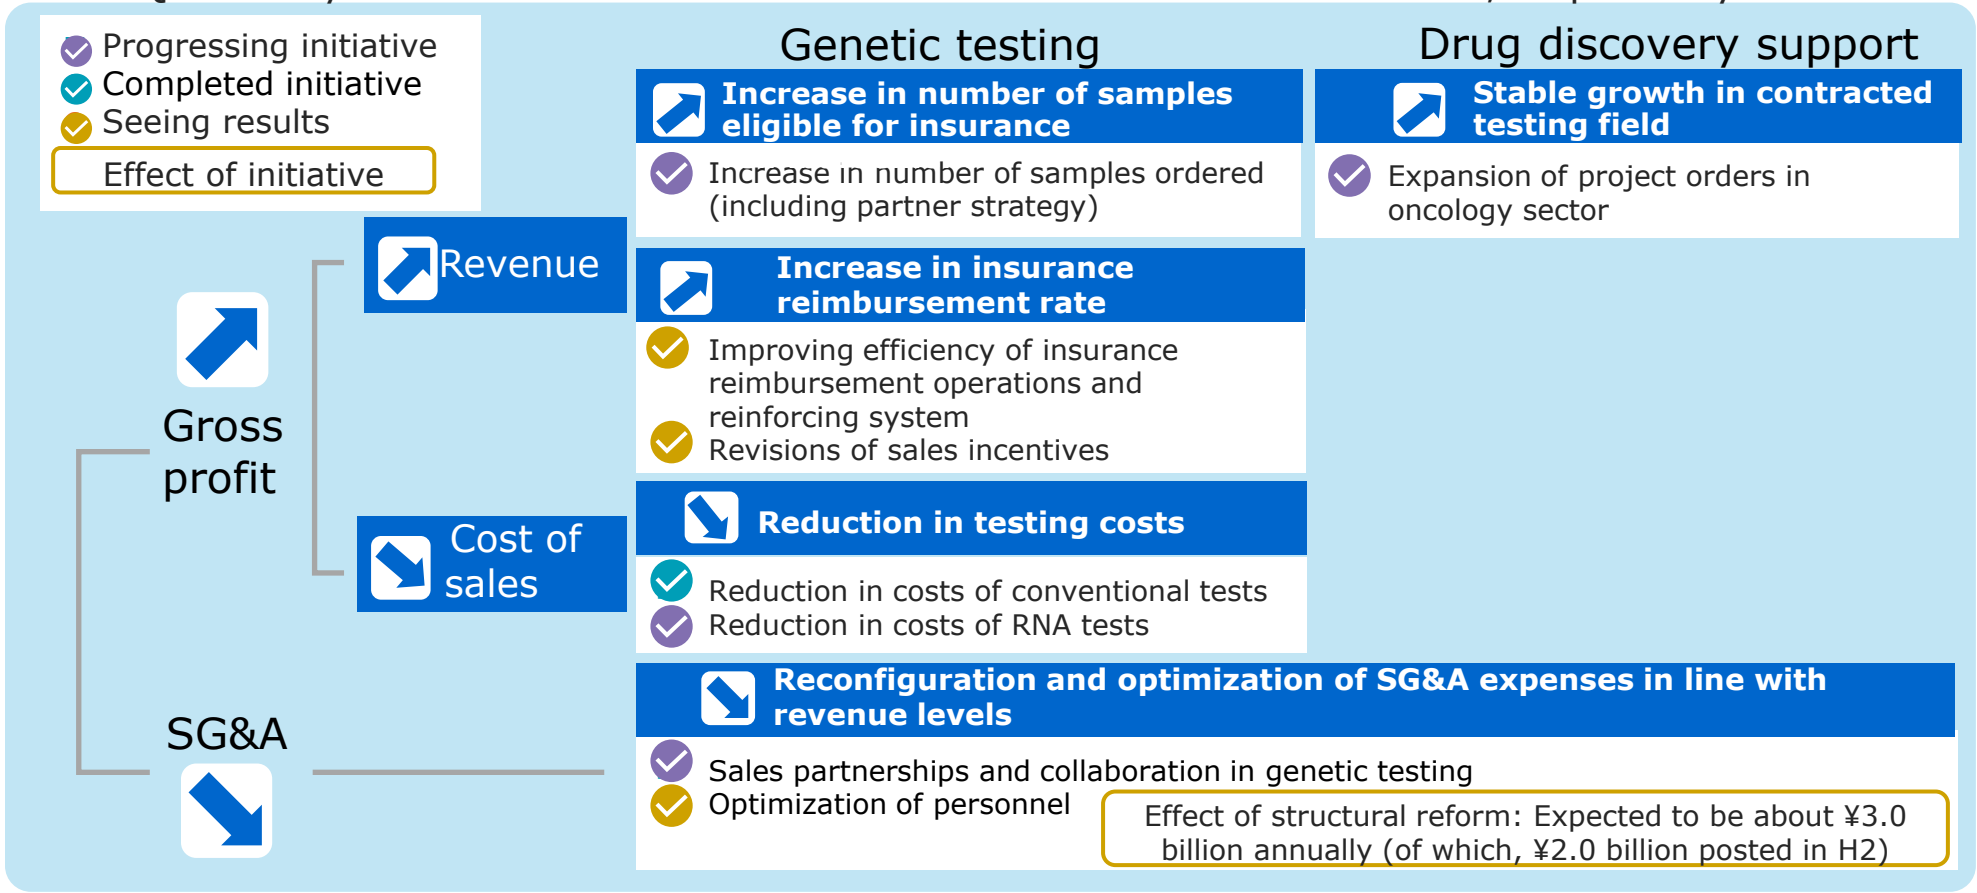 Progressing initiative
Completed initiative
Seeing results
Effect of initiative
Genetic testing
Drug discovery support
Increase in number of samples
eligible for insurance
Increase in number of samples ordered
(including partner strategy)
Stable growth in contracted
testing field
Expansion of project orders in
oncology sector
Revenue
Increase in insurance
reimbursement rate
Improving efficiency of insurance
reimbursement operations and
reinforcing system
Revisions of sales incentives
Gross
profit
Cost of
sales
Reduction in testing costs
Reduction in costs of conventional tests
Reduction in costs of RNA tests
SG&A
Reconfiguration and optimization of SG&A expenses in line with
revenue levels
Sales partnerships and collaboration in genetic testing
Optimization of personnel
Effect of structural reform: Expected to be about ¥3.0
billion annually (of which, ¥2.0 billion posted in H2)